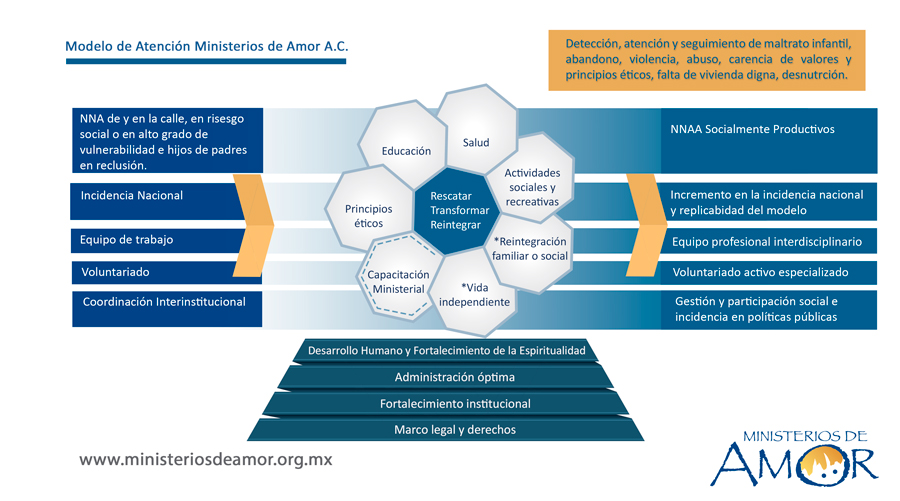 Modelo de Atención Ministerios de Amor A.C.
Detección, atención y seguimiento de maltrato infantil,
abandono, violencia, abuso, carencia de valores y
principios éticos, falta de vivienda digna, desnutrción.
NNA de y en la calle, en risesgo
social o en alto grado de
vulnerabilidad e hijos de padres
en reclusión.
Incidencia Nacional
Equipo de trabajo
Voluntariado
Coordinación Interinstitucional
Educación
Salud
Actividades
sociales y
recreativas
Principios
éticos
Rescatar
Transformar
Reintegrar
*Reintegración
familiar o social
Capacitación
Ministerial
*Vida
independiente
NNAA Socialmente Productivos
Incremento en la incidencia nacional
y replicabidad del modelo
Equipo profesional interdisciplinario
Voluntariado activo especializado
Gestión y participación social e
incidencia en políticas públicas
Desarrollo Humano y Fortalecimiento de la Espiritualidad
Administración óptima
Fortalecimiento institucional
Marco legal y derechos
www.ministeriosdeamor.org.mx
MINISTERIOS DE
AMOR